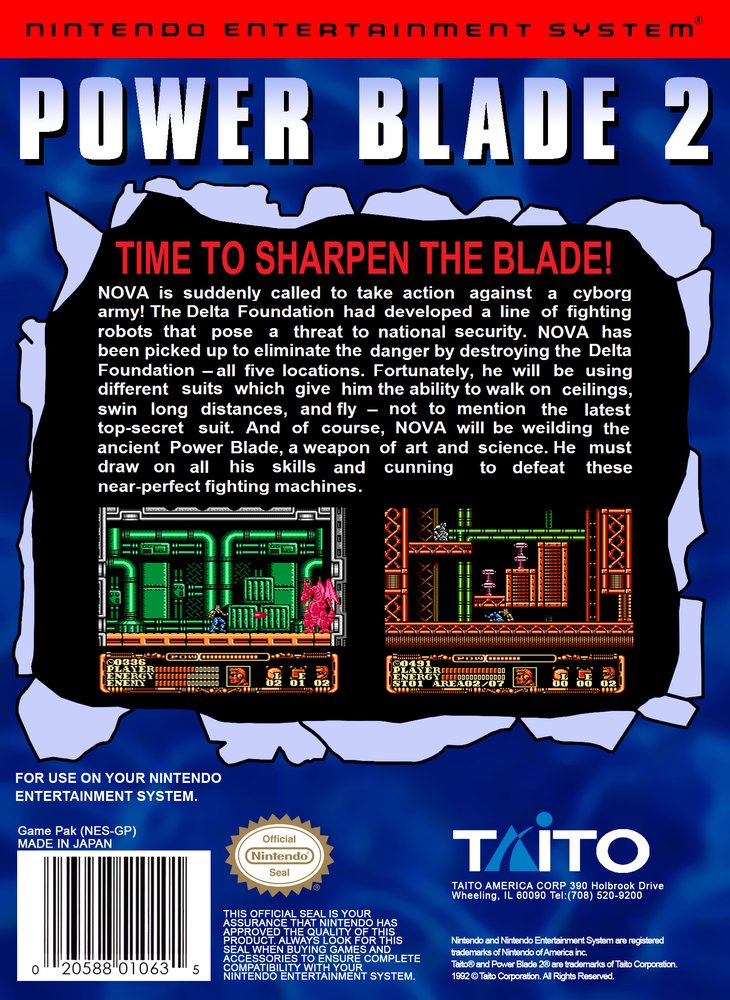 NINTENDO ENTERTAINMENT SYSTEM®
POWER BLADE 2
TIME TO SHARPEN THE BLADE!
NOVA is suddenly called to take action against a cyborg
army! The Delta Foundation had developed a line of fighting
robots that pose a threat to national security. NOVA has
been picked up to eliminate the danger by destroying the Delta
Foundation – all five locations. Fortunately, he will be using
different suits which give him the ability to walk on ceilings,
swin long distances, and fly – not to mention the latest
top-secret suit. And of course, NOVA will be weilding the
ancient Power Blade, a weapon of art and science. He must
draw on all his skills and cunning to defeat these
near-perfect fighting machines.
POW
©0336
PLAYER
ENERGY
ENEMY
L E
02 01 02
POW
©0491
PLAYER
ENERGY
ST01 AREA02/07
L E
00 00 02
FOR USE ON YOUR NINTENDO
ENTERTAINMENT SYSTEM.
Game Pak (NES-GP)
MADE IN JAPAN
0 20588 01063 5
Official
Nintendo®
Seal
®
THIS OFFICIAL SEAL IS YOUR
ASSURANCE THAT NINTENDO HAS
APPROVED THE QUALITY OF THIS
PRODUCT. ALWAYS LOOK FOR THIS
SEAL WHEN BUYING GAMES AND
ACCESSORIES TO ENSURE COMPLETE
COMPATIBILITY WITH YOUR
NINTENDO ENTERTAINMENT SYSTEM.
TAITO
TAITO AMERICA CORP 390 Holbrook Drive
Wheeling, IL 60090 Tel:(708) 520-9200
Nintendo and Nintendo Entertainment System are registered
trademarks of Nintendo of America inc.
Taito® and Power Blade 2® are trademarks of Taito Corporation.
1992 © Taito Corporation. All Rights Reserved.